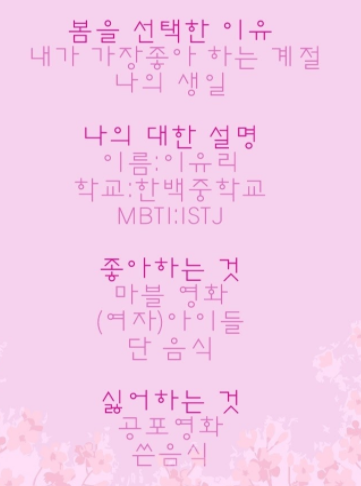 봄을 선택한 이유
내가 가장좋아 하는 계절
나의 생일
나의 대한 설명
이름:이유리
학교:한백중학교
MBTI:ISTJ
좋아하는 것
마블 영화
(여자)아이들
단 음식
싫어하는 것
공포영화
쓴음식